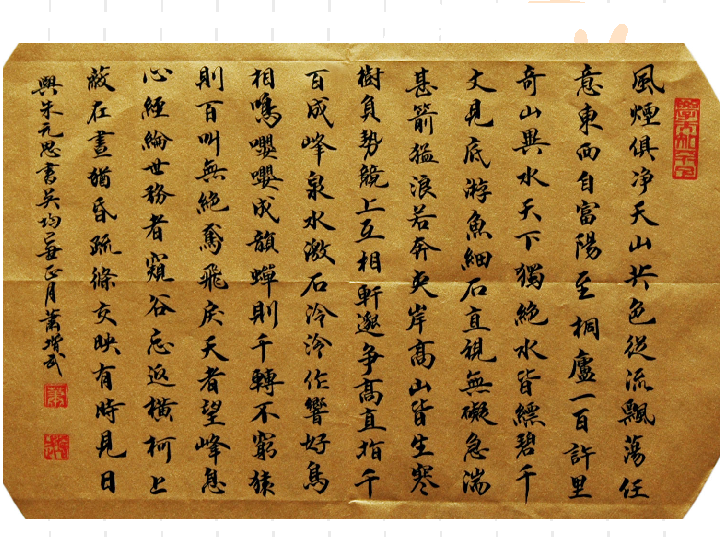 風煙俱淨天山共色從流飄蕩任
意東西自富陽至桐廬一百許里
奇山異水天下獨絕水皆縹碧千
丈見底游魚細石直視無礙急湍
甚箭猛浪若奔夾岸高山皆生寒
樹負勢競上互相軒邈爭高直指千
百成峰泉水激石泠泠作響好鳥
相鳴嚶嚶成韻蟬則千轉不窮猿
則百叫無絕鳶飛戾天者望峰息
心經綸世務者窺谷忘返橫柯上
蔽在晝猶昏疏條交映有時見日
與朱元思書吳均正月蕭